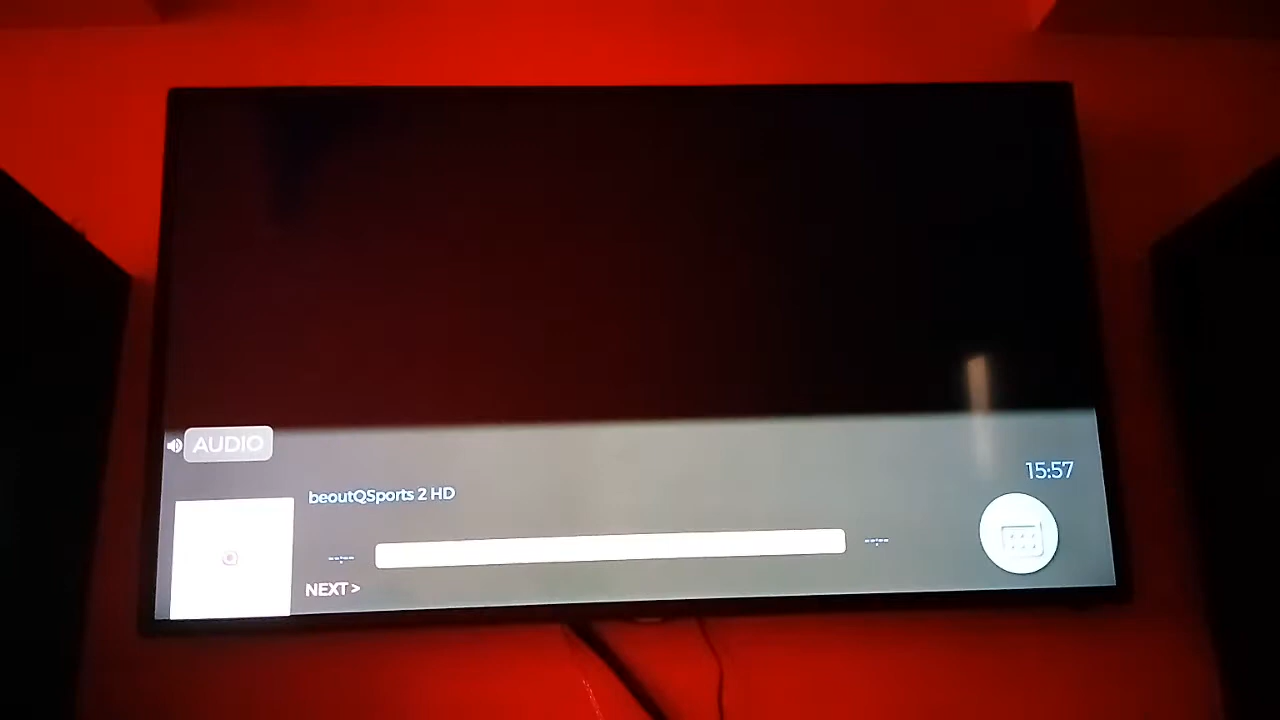 AUDIO
15:57
beoutQSports 2 HD
--:--
--:--
NEXT >